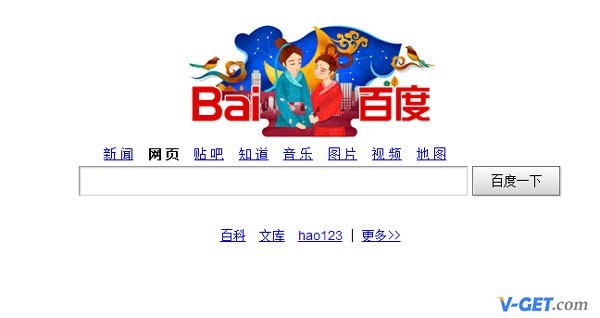 Bai 百度
新闻 网页 贴吧 知道 音乐 图片 视频 地图
百度一下
百科 文库 hao123 | 更多>>
V-GET.com